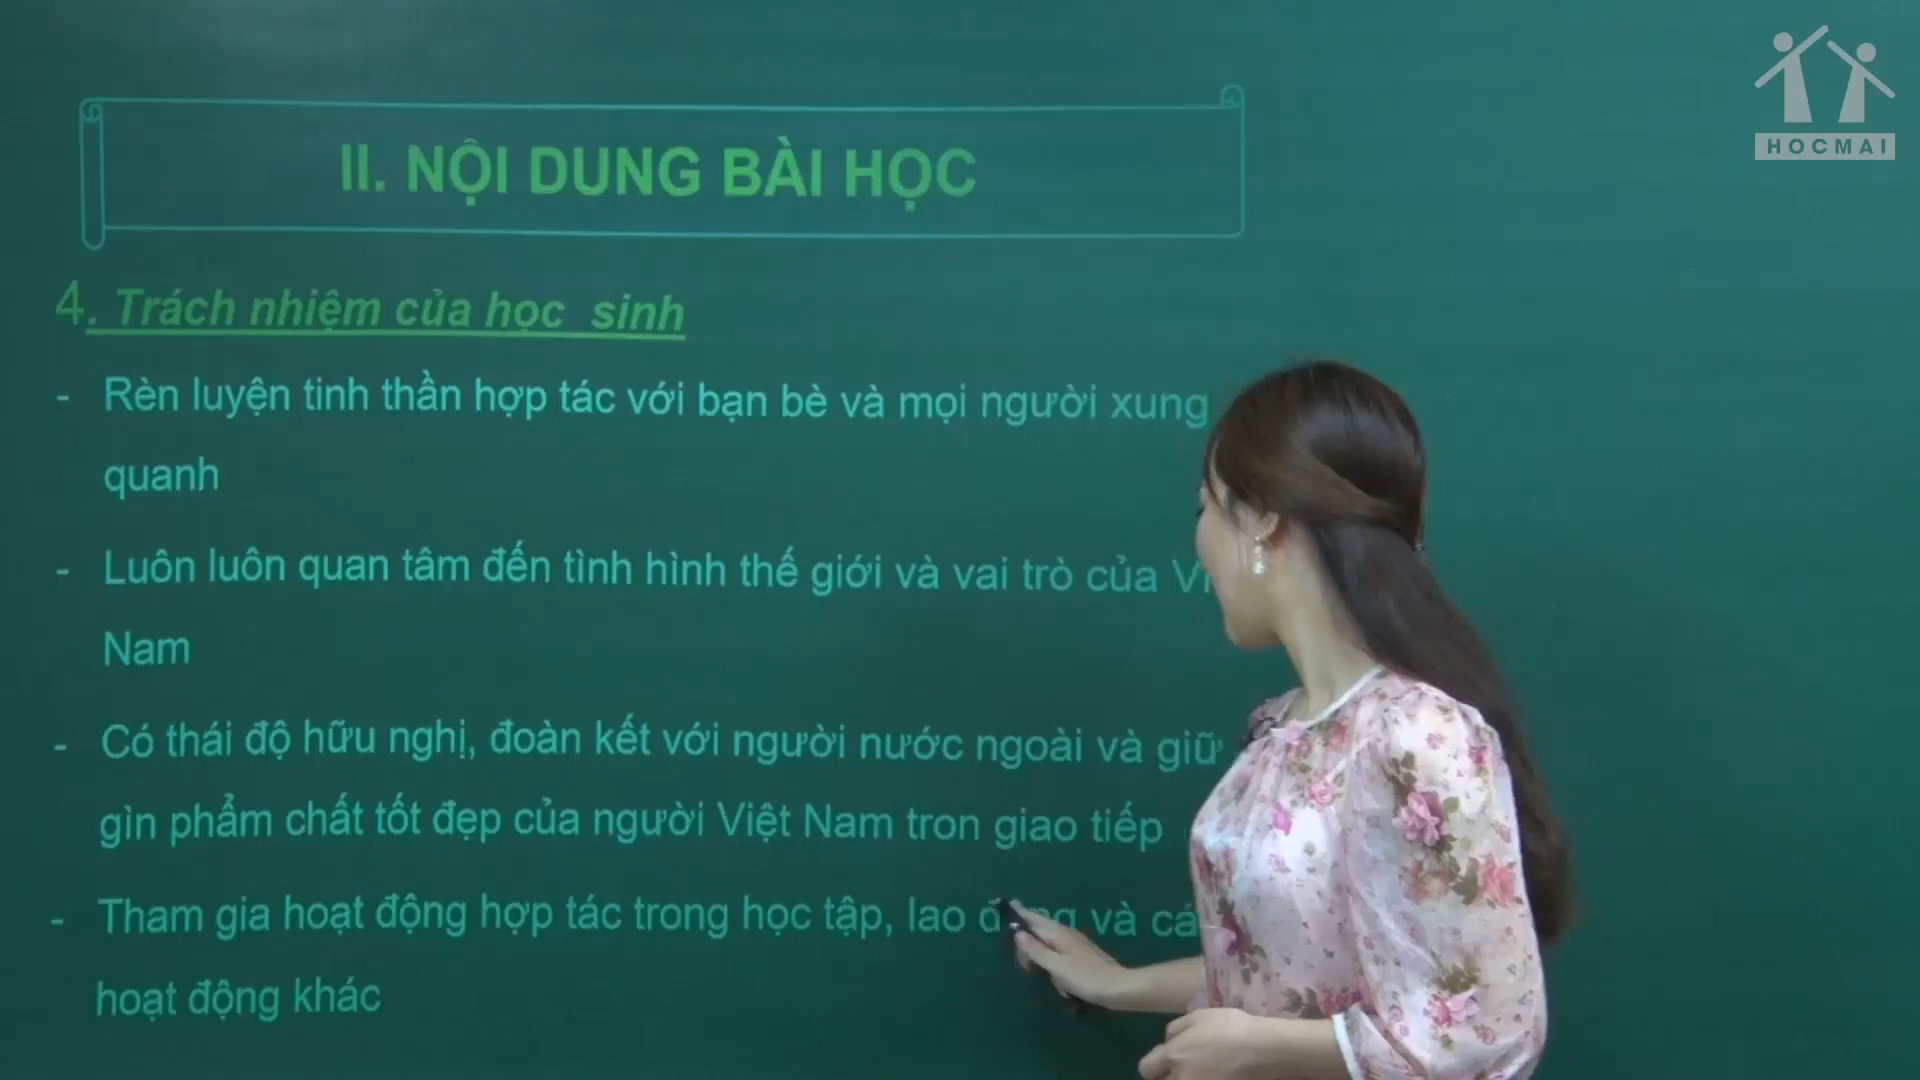 HOCMAI
II. NỘI DUNG BÀI HỌC
4. Trách nhiệm của học sinh
- Rèn luyện tinh thần hợp tác với bạn bè và mọi người xung
quanh
- Luôn luôn quan tâm đến tình hình thế giới và vai trò của
Nam
- Có thái độ hữu nghị, đoàn kết với người nước ngoài và giữ
gìn phẩm chất tốt đẹp của người Việt Nam tron giao tiếp
- Tham gia hoạt động hợp tác trong học tập, lao và
hoạt động khác